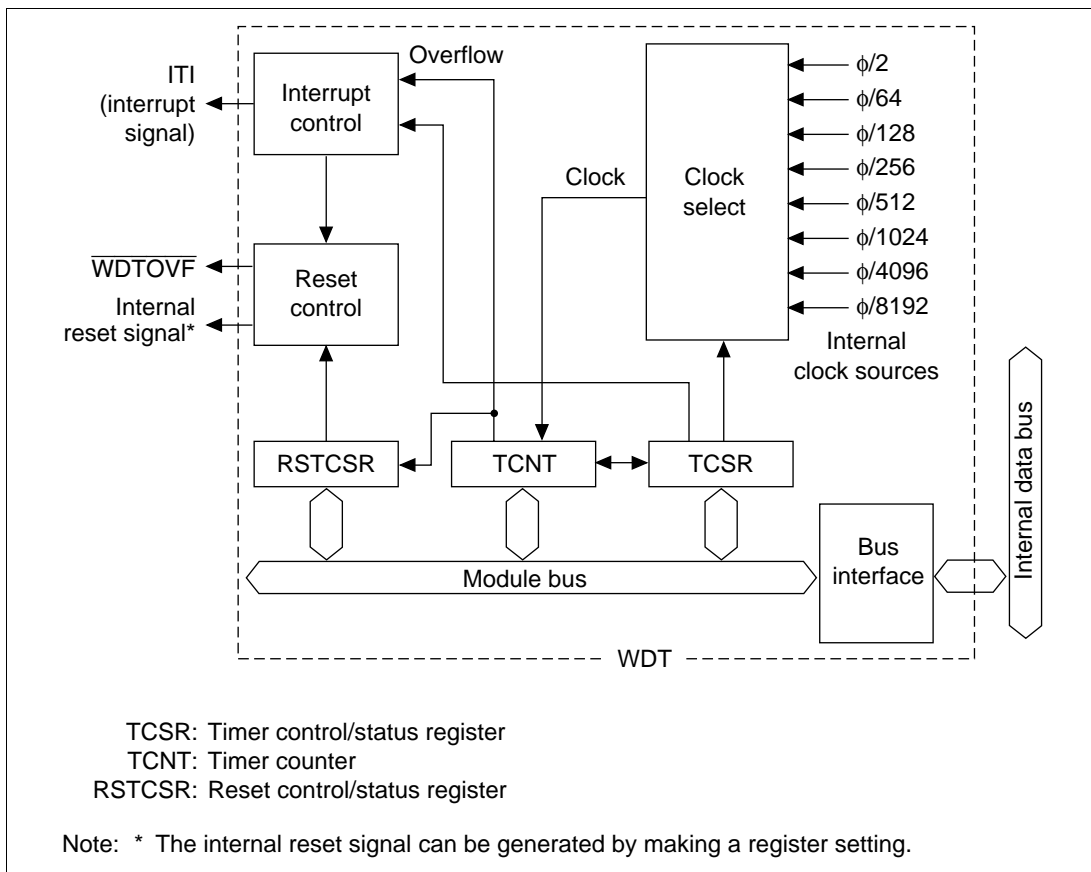 Overflow
ITI
(interrupt
signal)
Interrupt
control
ϕ/2
ϕ/64
ϕ/128
ϕ/256
ϕ/512
ϕ/1024
ϕ/4096
ϕ/8192
Clock
Clock
select
Internal
clock sources
WDTOVF
Internal
reset signal*
Reset
control
RSTCSR
TCNT
TCSR
Module bus
Bus
interface
Internal data bus
WDT
TCSR: Timer control/status register
TCNT: Timer counter
RSTCSR: Reset control/status register
Note: * The internal reset signal can be generated by making a register setting.